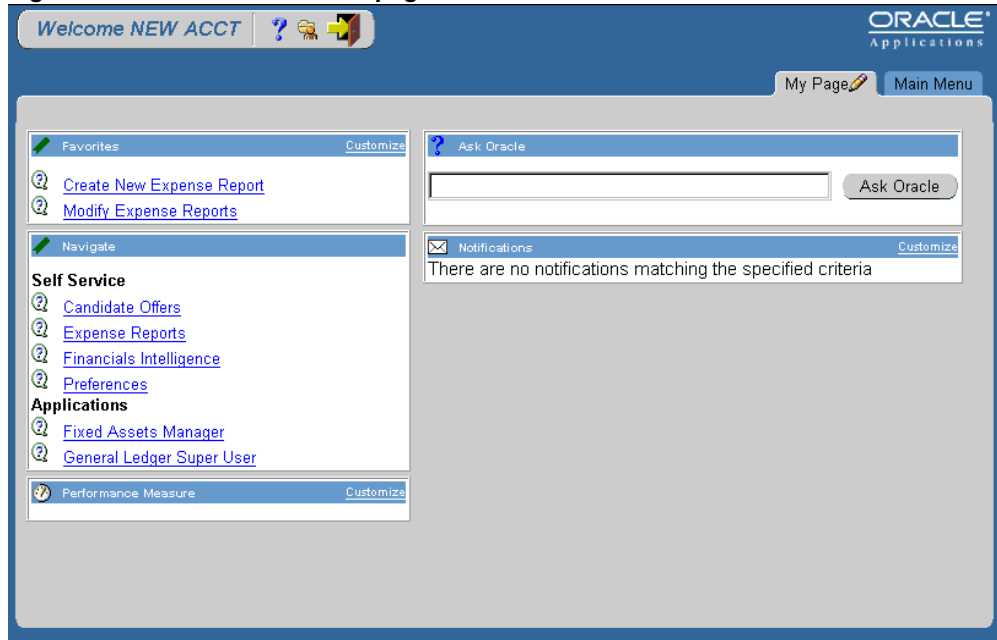 Welcome NEW ACCT
ORACLE
Applications
My Page
Main Menu
Favorites Customize
Create New Expense Report
Modify Expense Reports
Navigate
Self Service
Candidate Offers
Expense Reports
Financials Intelligence
Preferences
Applications
Fixed Assets Manager
General Ledger Super User
Performance Measure Customize
Ask Oracle
Ask Oracle
Notifications Customize
There are no notifications matching the specified criteria